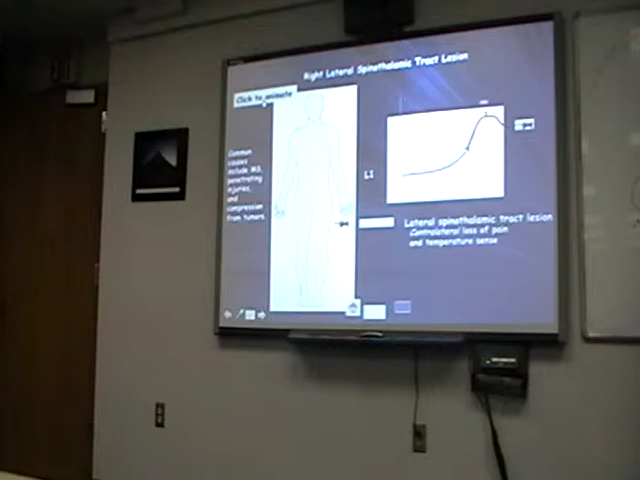 Right Lateral Spinothalamic Tract Lesion
Click to animate
Common
causes
include MS,
penetrating
injuries,
and
compression
from tumors.
L1
Lateral spinothalamic tract lesion
Contralateral loss of pain
and temperature sense